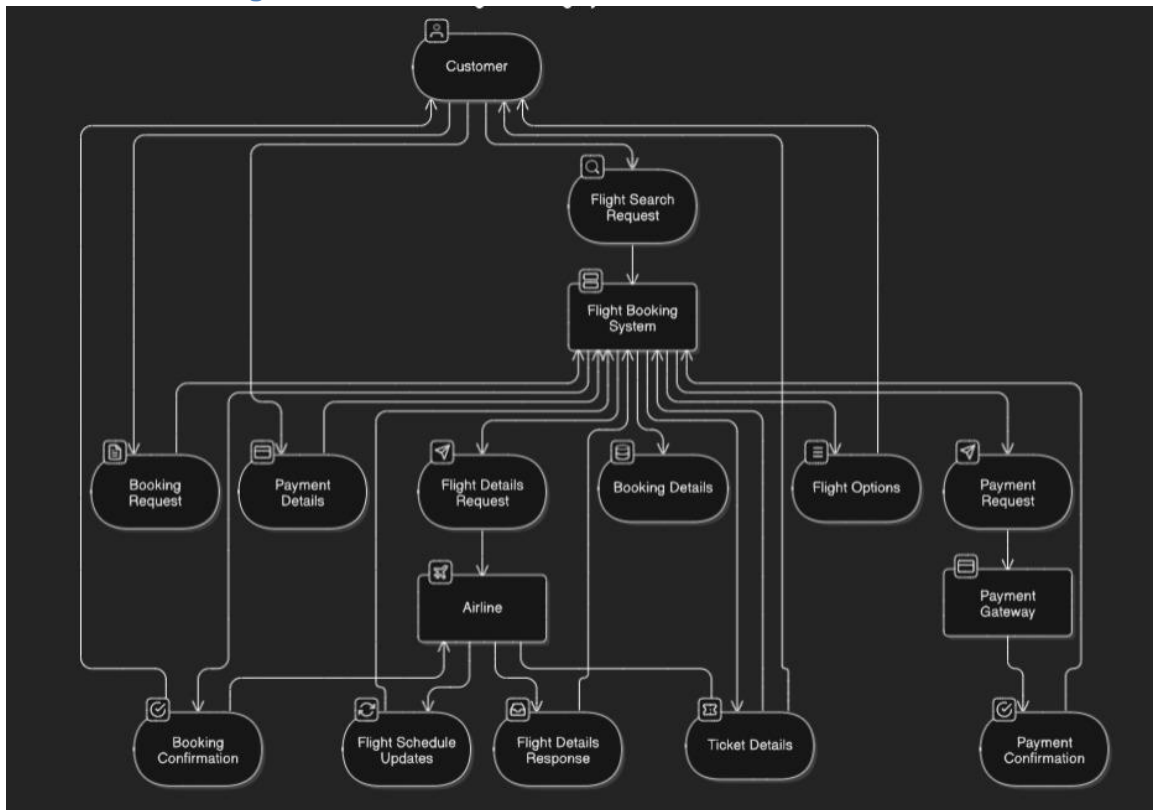 Customer
Flight Search
Request
Flight Booking
System
Booking
Request
Payment
Details
Flight Details
Request
Booking Details
Flight Options
Payment
Request
Airline
Payment
Gateway
Booking
Confirmation
Flight Schedule
Updates
Flight Details
Response
Ticket Details
Payment
Confirmation